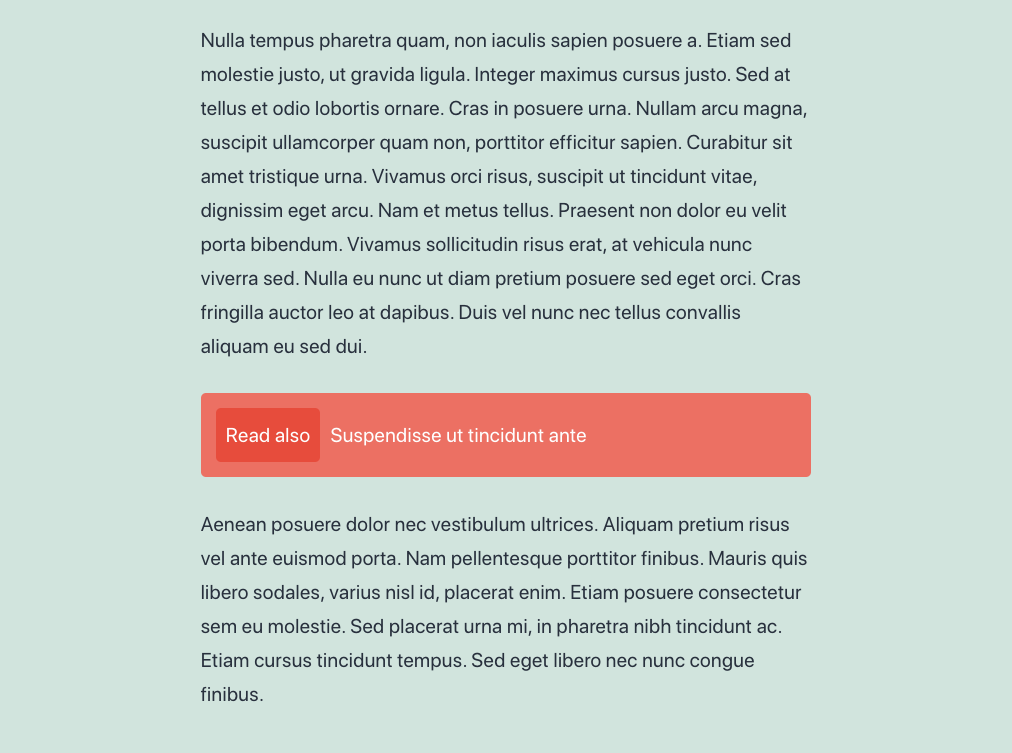 Nulla tempus pharetra quam, non iaculis sapien posuere a. Etiam sed
molestie justo, ut gravida ligula. Integer maximus cursus justo. Sed at
tellus et odio lobortis ornare. Cras in posuere urna. Nullam arcu magna,
suscipit ullamcorper quam non, porttitor efficitur sapien. Curabitur sit
amet tristique urna. Vivamus orci risus, suscipit ut tincidunt vitae,
dignissim eget arcu. Nam et metus tellus. Praesent non dolor eu velit
porta bibendum. Vivamus sollicitudin risus erat, at vehicula nunc
viverra sed. Nulla eu nunc ut diam pretium posuere sed eget orci. Cras
fringilla auctor leo at dapibus. Duis vel nunc nec tellus convallis
aliquam eu sed dui.
Read also Suspendisse ut tincidunt ante
Aenean posuere dolor nec vestibulum ultrices. Aliquam pretium risus
vel ante euismod porta. Nam pellentesque porttitor finibus. Mauris quis
libero sodales, varius nisl id, placerat enim. Etiam posuere consectetur
sem eu molestie. Sed placerat urna mi, in pharetra nibh tincidunt ac.
Etiam cursus tincidunt tempus. Sed eget libero nec nunc congue
finibus.